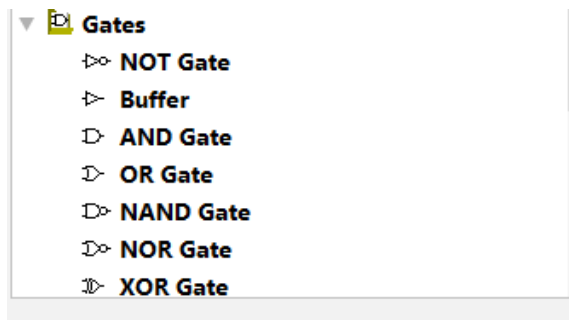 Gates
NOT Gate
Buffer
AND Gate
OR Gate
NAND Gate
NOR Gate
XOR Gate